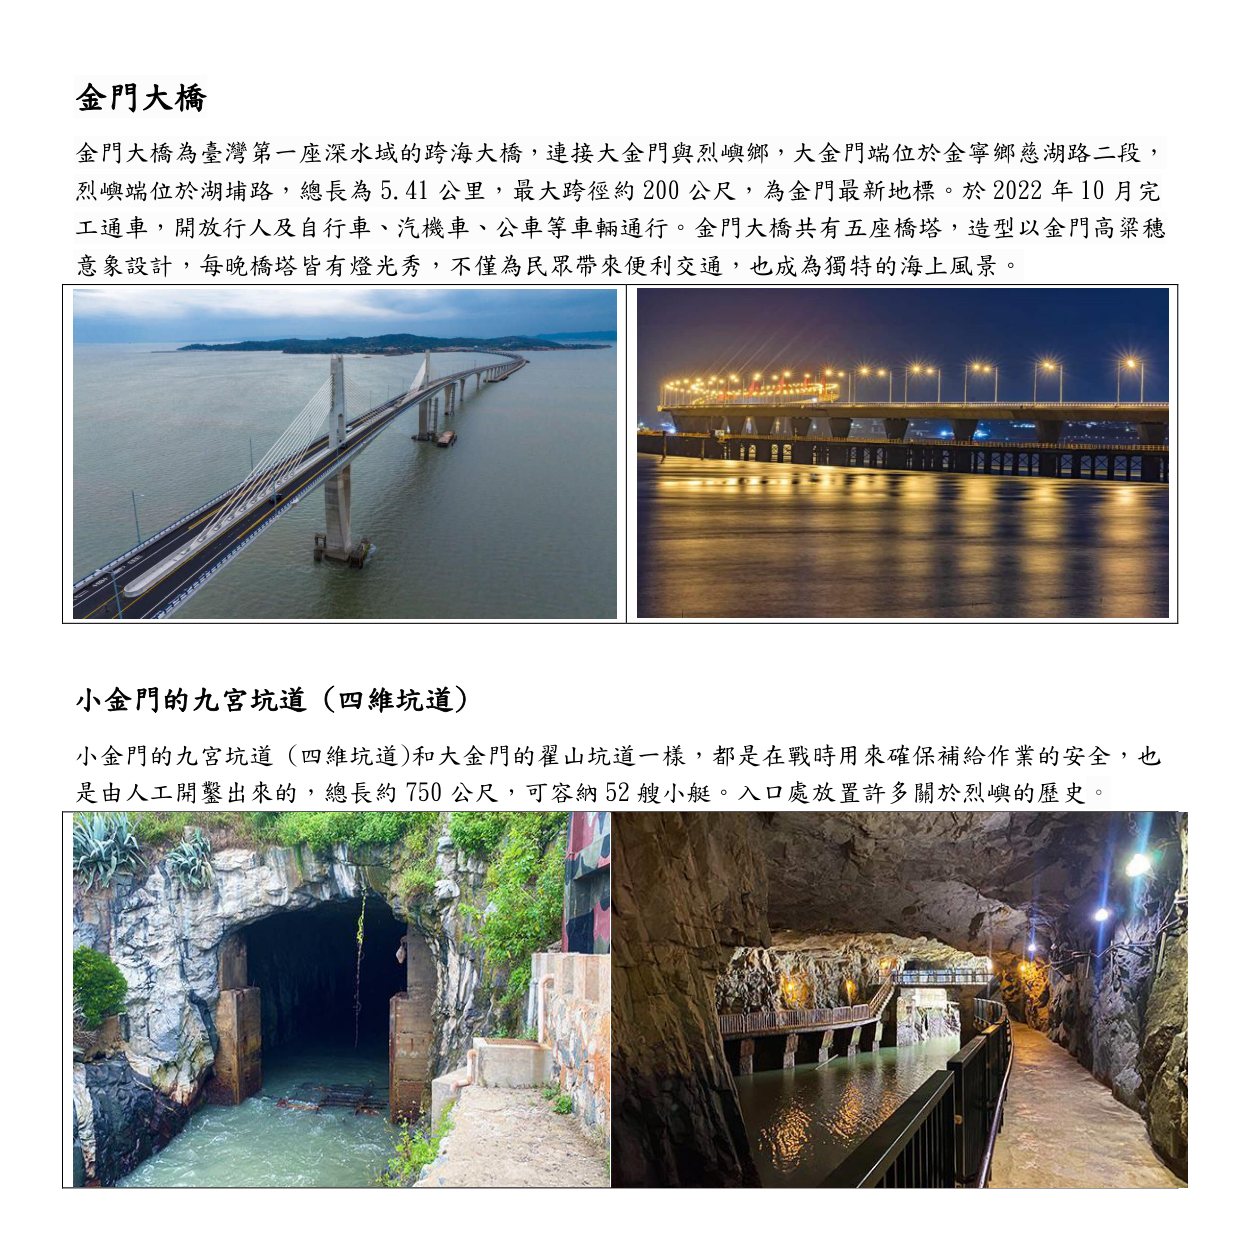 金門大橋
金門大橋為臺灣第一座深水域的跨海大橋，連接大金門與烈嶼鄉，大金門端位於金寧鄉慈湖路二段，
烈嶼端位於湖埔路，總長為 5.41 公里，最大跨徑約 200 公尺，為金門最新地標。於 2022 年 10 月完
工通車，開放行人及自行車、汽機車、公車等車輛通行。金門大橋共有五座橋塔，造型以金門高粱穗
意象設計，每晚橋塔皆有燈光秀，不僅為民眾帶來便利交通，也成為獨特的海上風景。
小金門的九宮坑道 (四維坑道)
小金門的九宮坑道 (四維坑道)和大金門的翟山坑道一樣，都是在戰時用來確保補給作業的安全，也
是由人工開鑿出來的，總長約 750 公尺，可容納 52 艘小艇。入口處放置許多關於烈嶼的歷史。